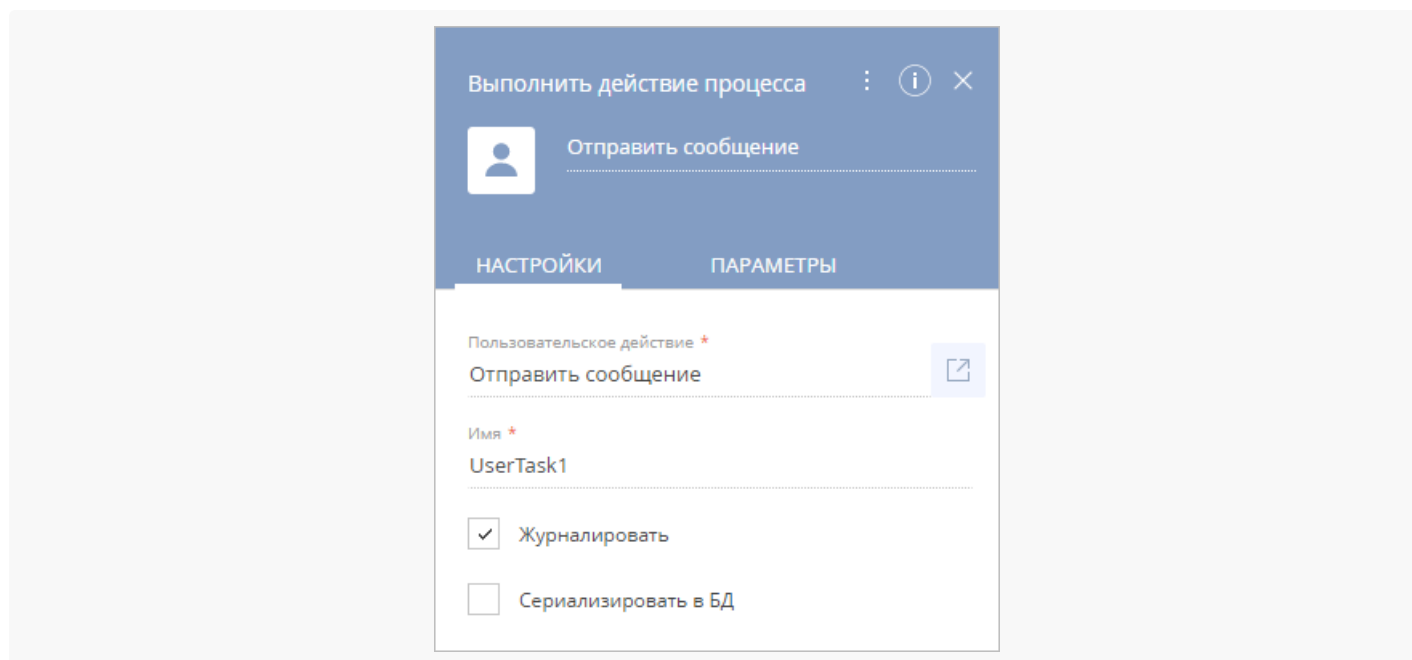 Выполнить действие процесса
Отправить сообщение
НАСТРОЙКИ ПАРАМЕТРЫ
Пользовательское действие *
Отправить сообщение
Имя *
UserTask1
Журналировать
Сериализировать в БД